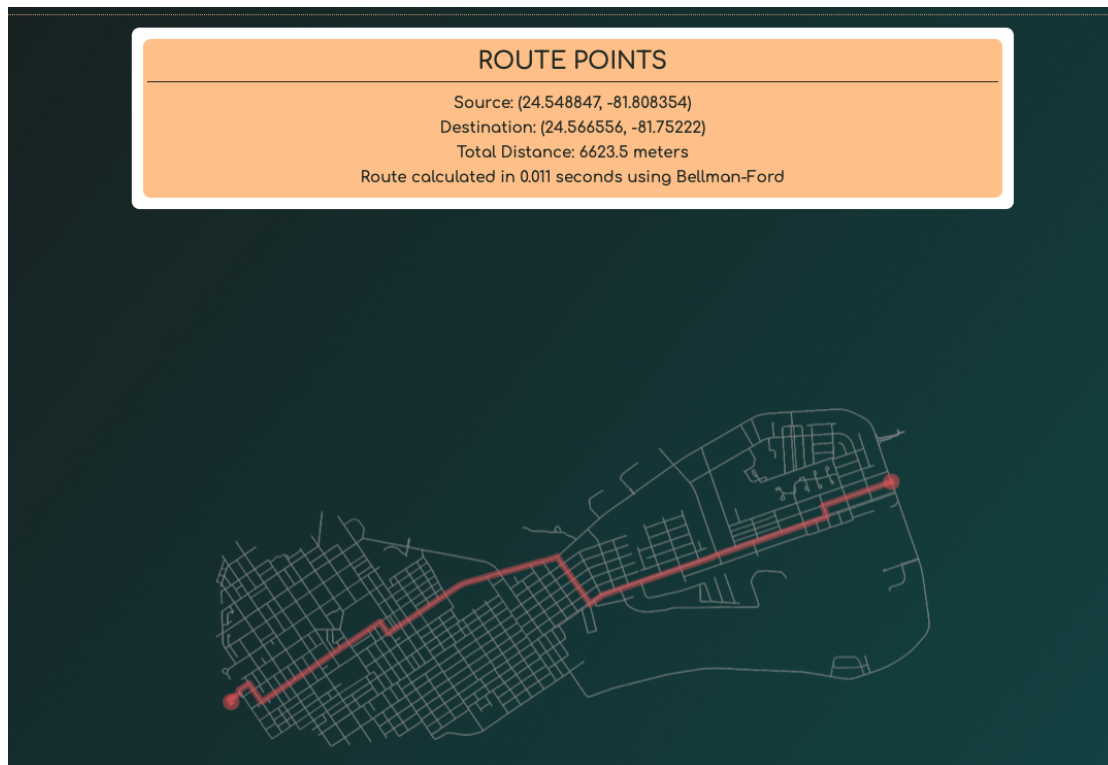 ROUTE POINTS
Source: (24.548847, -81.808354)
Destination: (24.566556, -81.75222)
Total Distance: 6623.5 meters
Route calculated in 0.011 seconds using Bellman-Ford